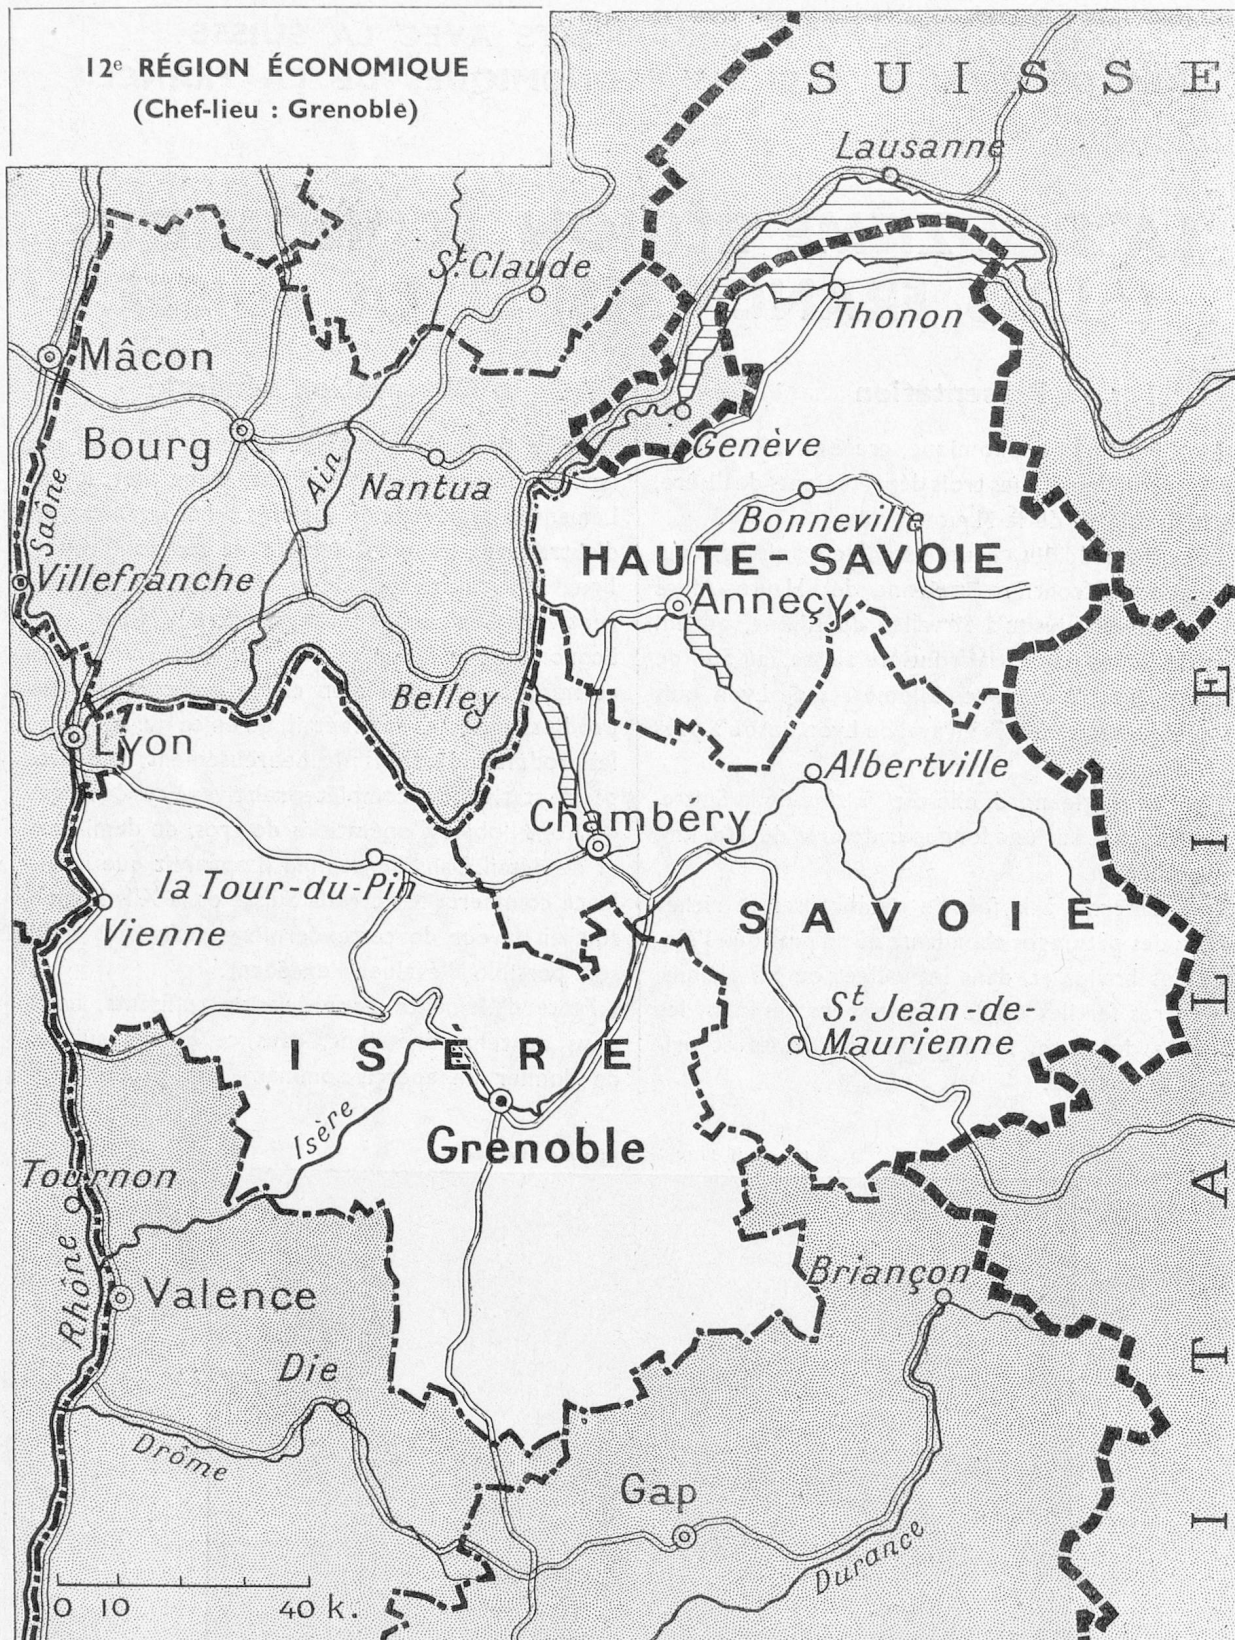 12e RÉGION ÉCONOMIQUE
(Chef-lieu : Grenoble)
SUISSE
Lausanne
St. Claude
Thonon
Mâcon
Bourg
Genève
Ain
Nantua
Saône
Bonneville
HAUTE-SAVOIE
Villefranche
Anneçy
Belley
Lyon
Albertville
Chambéry
la Tour-du-Pin
SAVOIE
Vienne
St. Jean-de-
Maurienne
ISÈRE
Isère
Grenoble
Tournon
ITALIE
Rhône
Briançon
Valence
Die
Drôme
Gap
Durance
0 10 40 k.